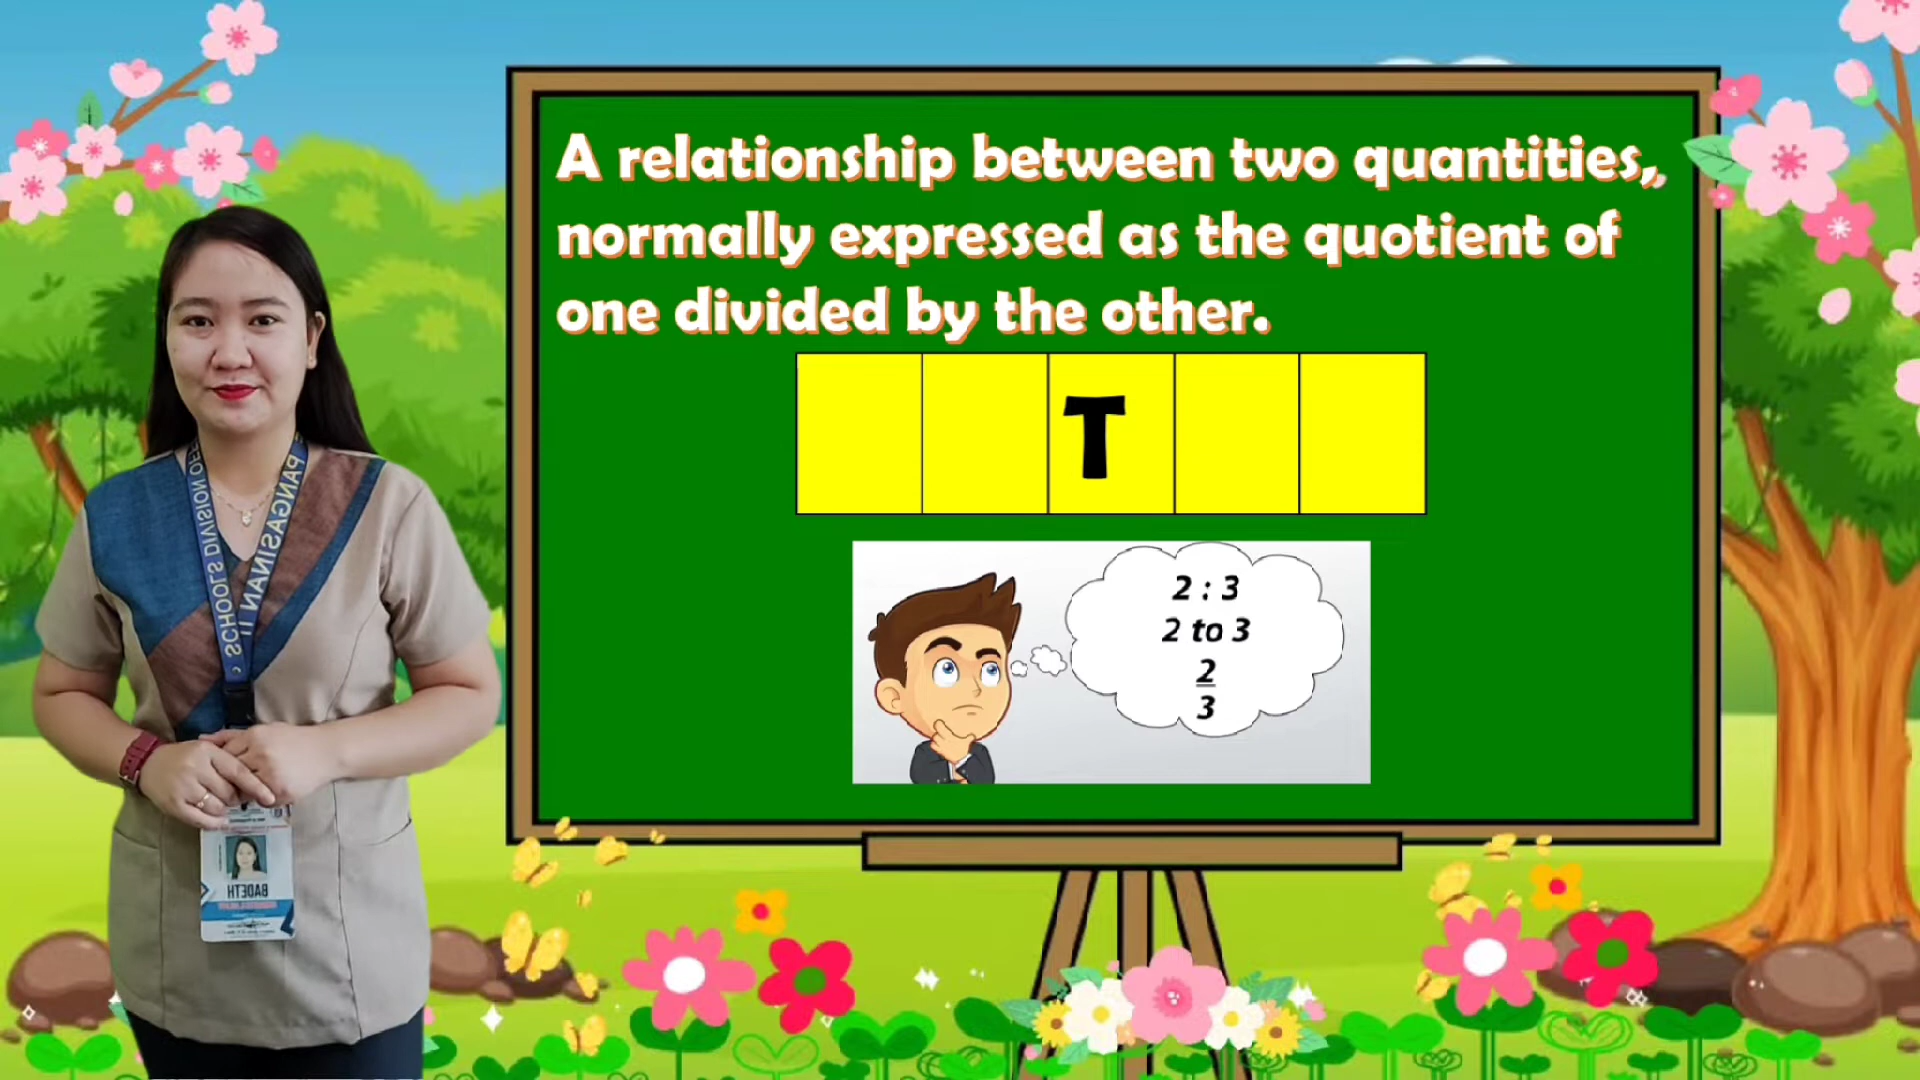 A relationship between two quantities,
normally expressed as the quotient of
one divided by the other.
T
2 : 3
2 to 3
2
3
SCHOOLS DIVISION OFF
PANGASINAN II
BADETH